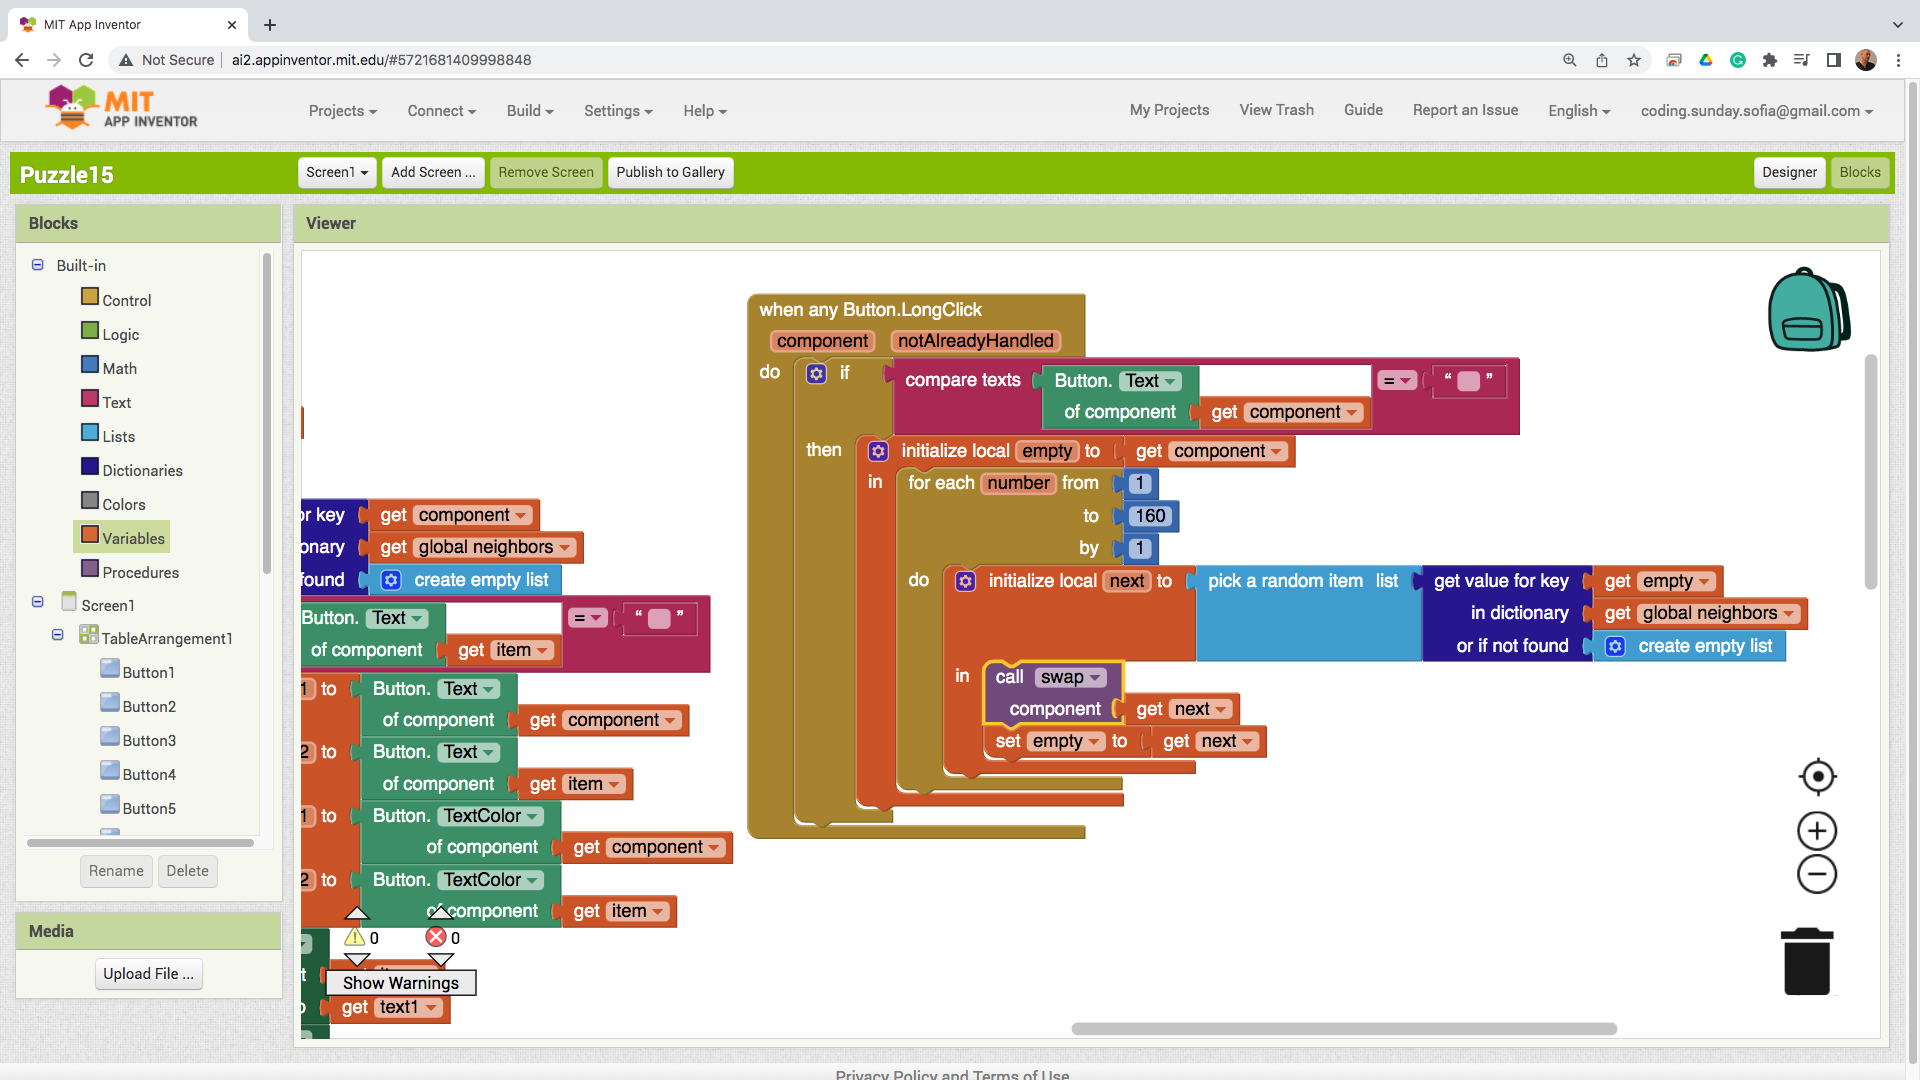 MIT App Inventor
Not Secure
ai2.appinventor.mit.edu/#5721681409998848
MIT
APP INVENTOR
Projects
Connect
Build
Settings
Help
My Projects
View Trash
Guide
Report an Issue
English
coding.sunday.sofia@gmail.com
Puzzle15
Screen1
Add Screen ...
Remove Screen
Publish to Gallery
Designer
Blocks
Blocks
Built-in
Control
Logic
Math
Text
Lists
Dictionaries
Colors
Variables
Procedures
Screen1
TableArrangement1
Button1
Button2
Button3
Button4
Button5
Rename
Delete
Media
Upload File ...
Viewer
or key get component
get global neighbors
create empty list
Button. Text = “ ”
of component get item
1 to Button. Text
of component get component
2 to Button. Text
of component get item
1 to Button. TextColor
of component get component
2 to Button. TextColor
of component get item
0 0
Show Warnings
get text1
when any Button.LongClick
component notAlreadyHandled
do if compare texts Button. Text = “ ”
of component get component
then initialize local empty to get component
in for each number from 1
to 160
by 1
do initialize local next to pick a random item list get value for key get empty
in dictionary get global neighbors
or if not found create empty list
in call swap
component get next
set empty to get next
Privacy Policy and Terms of Use